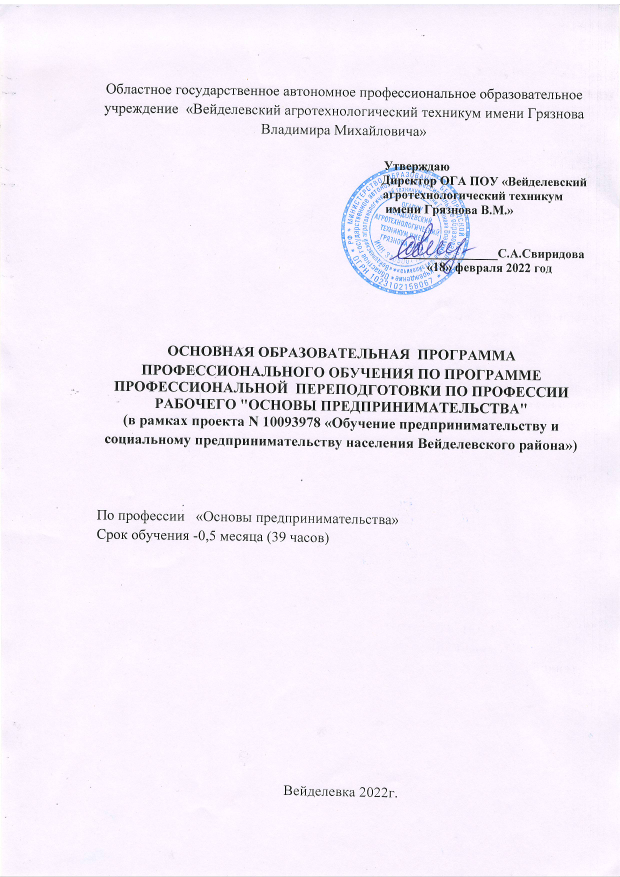 Областное государственное автономное профессиональное образовательное
учреждение «Вейделевский агротехнологический техникум имени Грязнова
Владимира Михайловича»
Утверждаю
Директор ОГА ПОУ «Вейделевский
агротехнологический техникум
имени Грязнова В.М.»
С.А.Свиридова
«18» февраля 2022 год
ОСНОВНАЯ ОБРАЗОВАТЕЛЬНАЯ ПРОГРАММА
ПРОФЕССИОНАЛЬНОГО ОБУЧЕНИЯ ПО ПРОГРАММЕ
ПРОФЕССИОНАЛЬНОЙ ПЕРЕПОДГОТОВКИ ПО ПРОФЕССИИ
РАБОЧЕГО "ОСНОВЫ ПРЕДПРИНИМАТЕЛЬСТВА"
(в рамках проекта N 10093978 «Обучение предпринимательству и
социальному предпринимательству населения Вейделевского района»)
По профессии «Основы предпринимательства»
Срок обучения -0,5 месяца (39 часов)
Вейделевка 2022г.